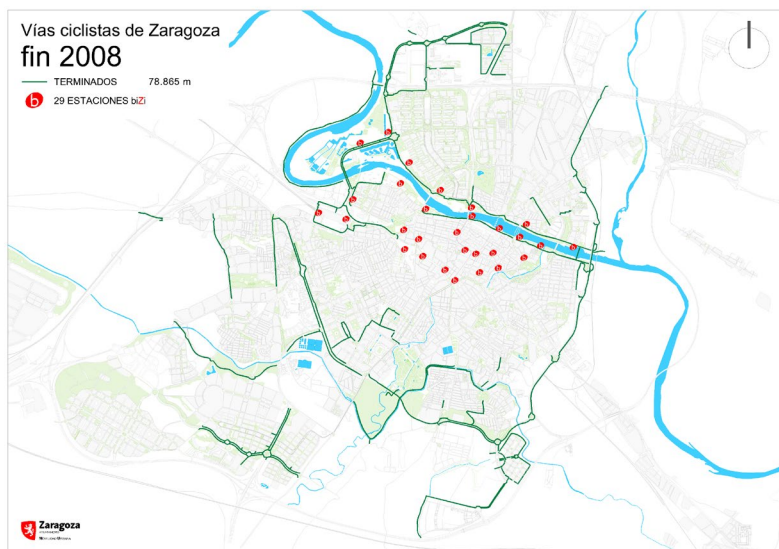 Vías ciclistas de Zaragoza
fin 2008
TERMINADOS 78.865 m
b 29 ESTACIONES biZi
Zaragoza